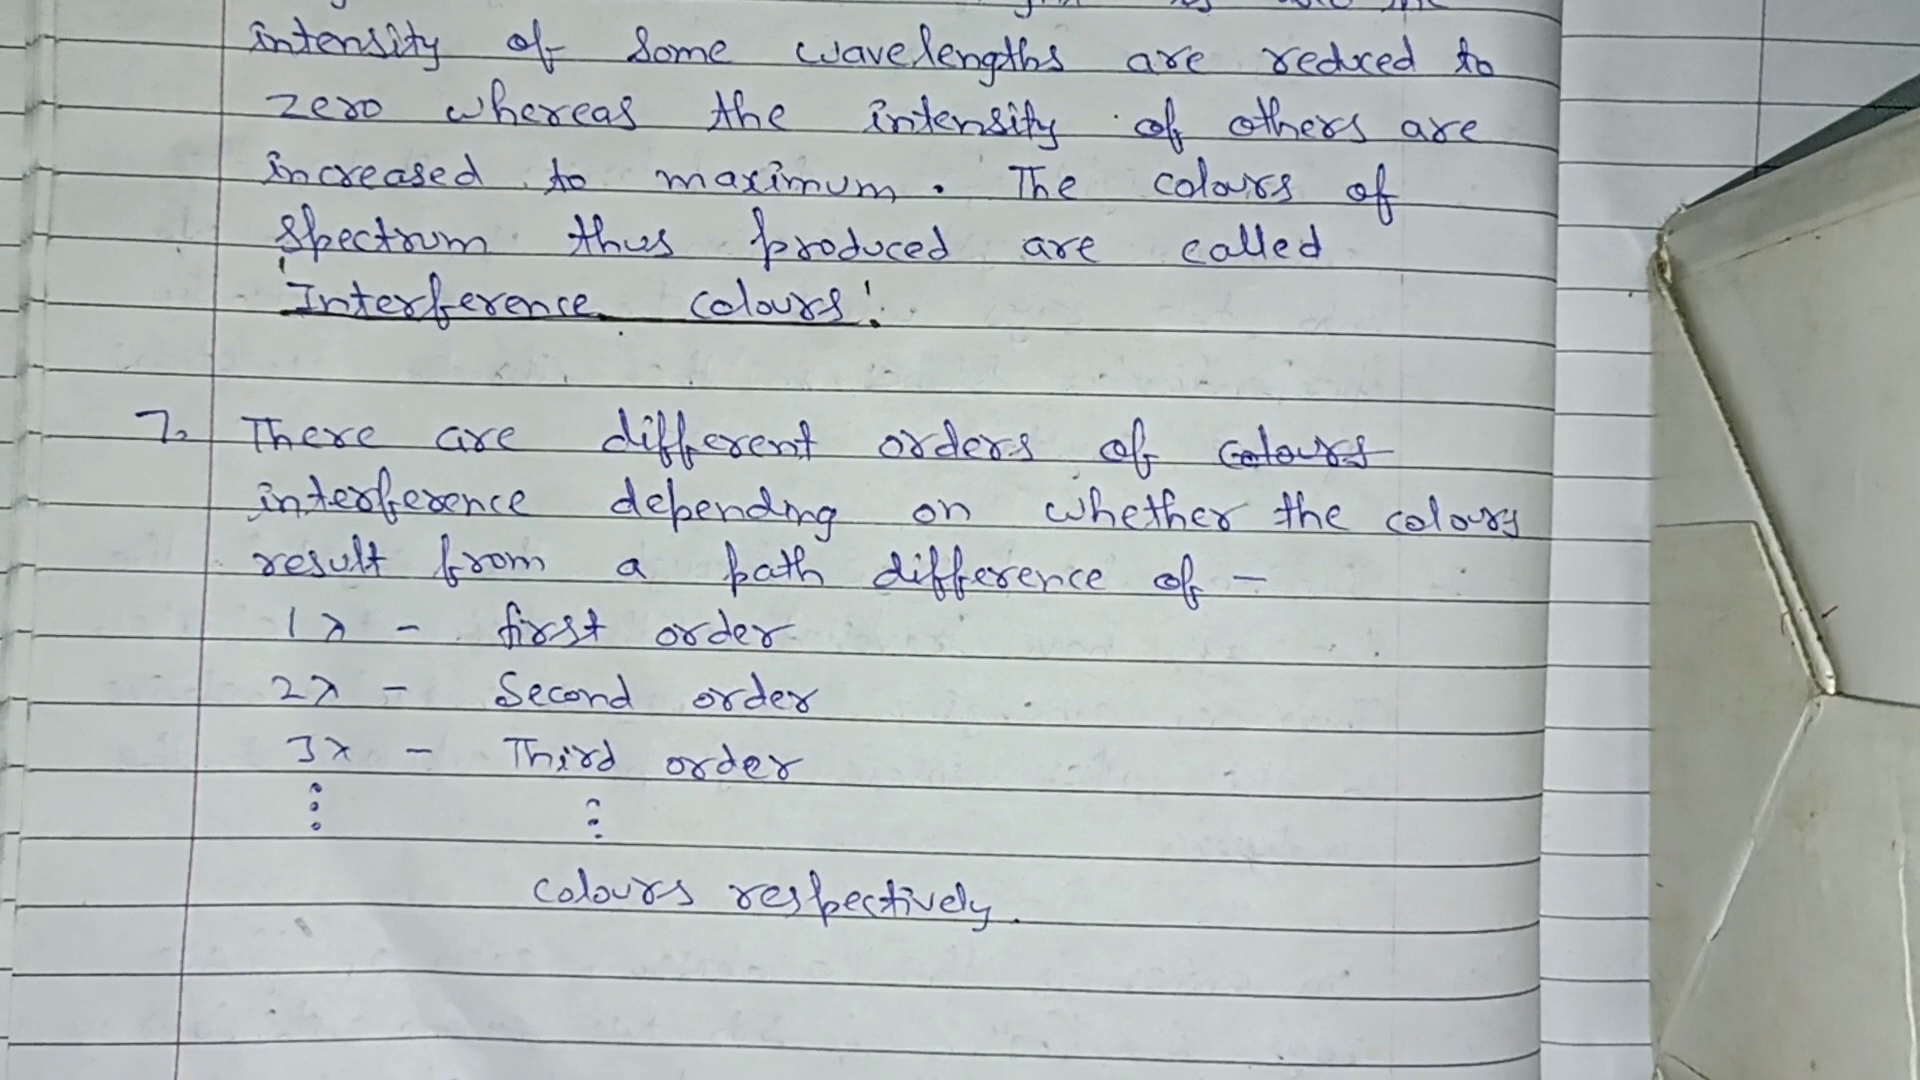 intensity of some wavelengths are reduced to
zero whereas the intensity of others are
increased to maximum. The colours of
spectrum thus produced are called
'Interference colours'.
7. There are different orders of colours
interference depending on whether the colours
result from a path difference of -
1λ - first order
2λ - Second order
3λ - Third order
⋮ ⋮
colours respectively.